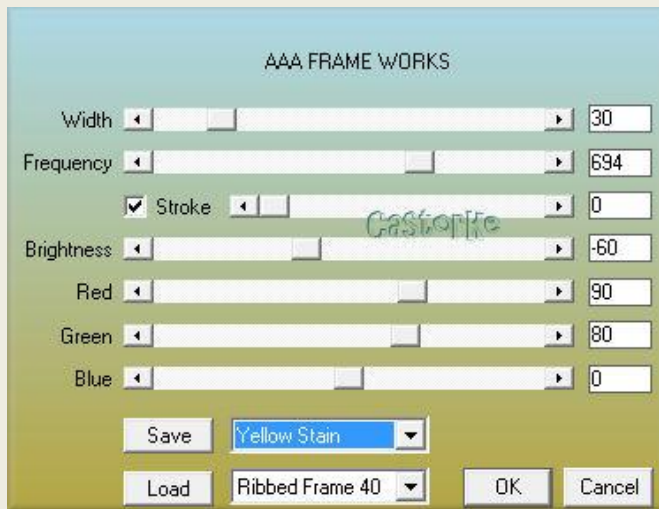 AAA FRAME WORKS
Width 30
Frequency 694
Stroke 0
Castorke
Brightness -60
Red 90
Green 80
Blue 0
Save Yellow Stain
Load Ribbed Frame 40 OK Cancel